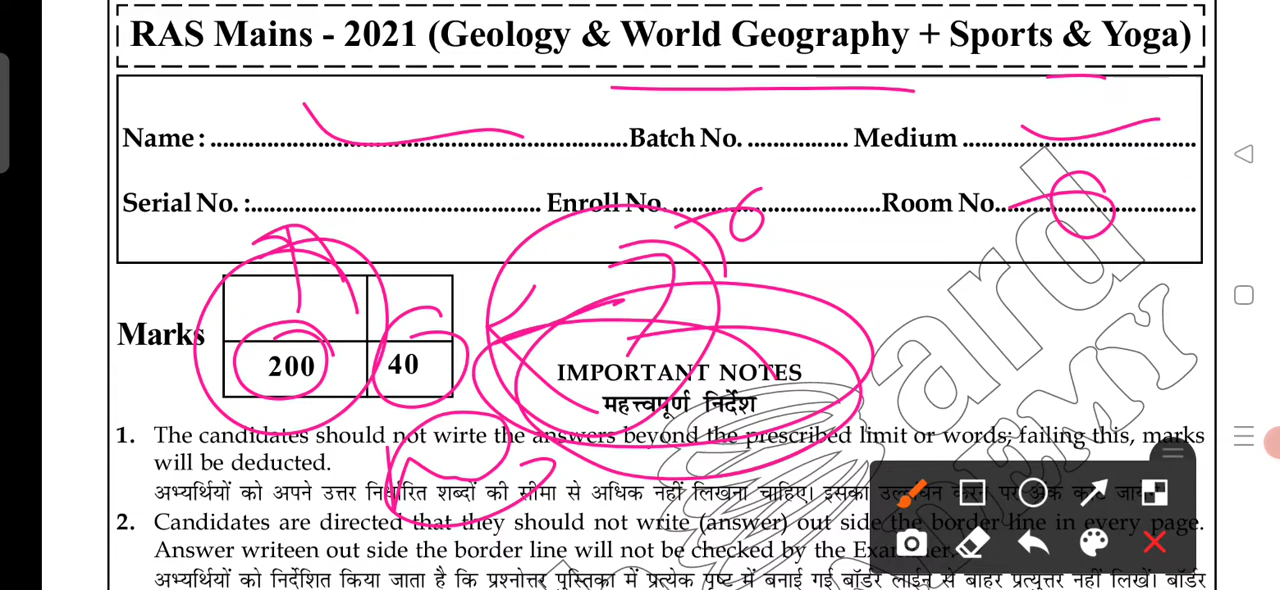 RAS Mains - 2021 (Geology & World Geography + Sports & Yoga)
Name : ............ Batch No. ............ Medium ............
Serial No. : ............ Enroll No. ............ Room No. ............
6
Marks
200 40
IMPORTANT NOTES
महत्त्वपूर्ण निर्देश
1. The candidates should not wirte the answers beyond the prescribed limit or words; failing this, marks
will be deducted.
अभ्यर्थियों को अपने उत्तर निर्धारित शब्दों की सीमा से अधिक नहीं लिखना चाहिए। इसका
2. Candidates are directed that they should not write (answer) out side the border line in every page.
Answer writeen out side the border line will not be checked by the
अभ्यर्थियों को निर्देशित किया जाता है कि प्रश्नोत्तर पुस्तिका में प्रत्येक पृष्ट में बनाई गई बॉर्डर लाईन से बाहर प्रत्युत्तर नहीं लिखें। बॉर्डर